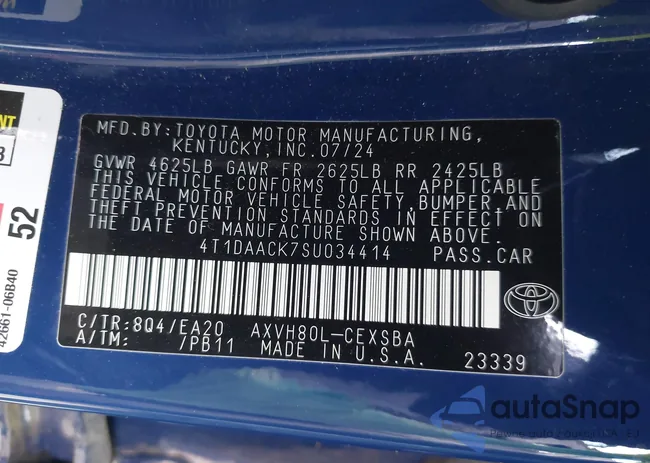 MFD.BY:TOYOTA MOTOR MANUFACTURING,
KENTUCKY,INC.07/24
GVWR 4625LB GAWR FR 2625LB RR 2425LB
THIS VEHICLE CONFORMS TO ALL APPLICABLE
FEDERAL MOTOR VEHICLE SAFETY,BUMPER,AND
THEFT PREVENTION STANDARDS IN EFFECT ON
THE DATE OF MANUFACTURE SHOWN ABOVE.
4T1DAACK7SU034414 PASS.CAR
C/TR:8Q4/EA20 AXVH80L-CEXSBA
A/TM: /PB11 MADE IN U.S.A. 23339
52
42661-06B40
autoSnap